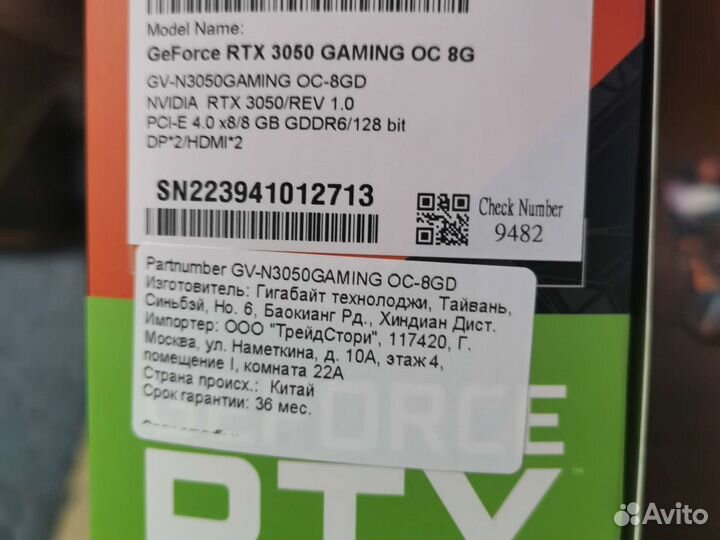 Model Name:
GeForce RTX 3050 GAMING OC 8G
GV-N3050GAMING OC-8GD
NVIDIA RTX 3050/REV 1.0
PCI-E 4.0 x8/8 GB GDDR6/128 bit
DP*2/HDMI*2
SN223941012713
Check Number
9482
Partnumber GV-N3050GAMING OC-8GD
Изготовитель: Гигабайт технолоджи, Тайвань,
Синьбэй, Но. 6, Баокианг Рд., Хиндиан Дист.
Импортер: ООО "ТрейдСтори", 117420, Г.
Москва, ул. Наметкина, д. 10А, этаж 4,
помещение I, комната 22А
Страна происх.: Китай
Срок гарантии: 36 мес.
GEFORCE
RTX™
Avito